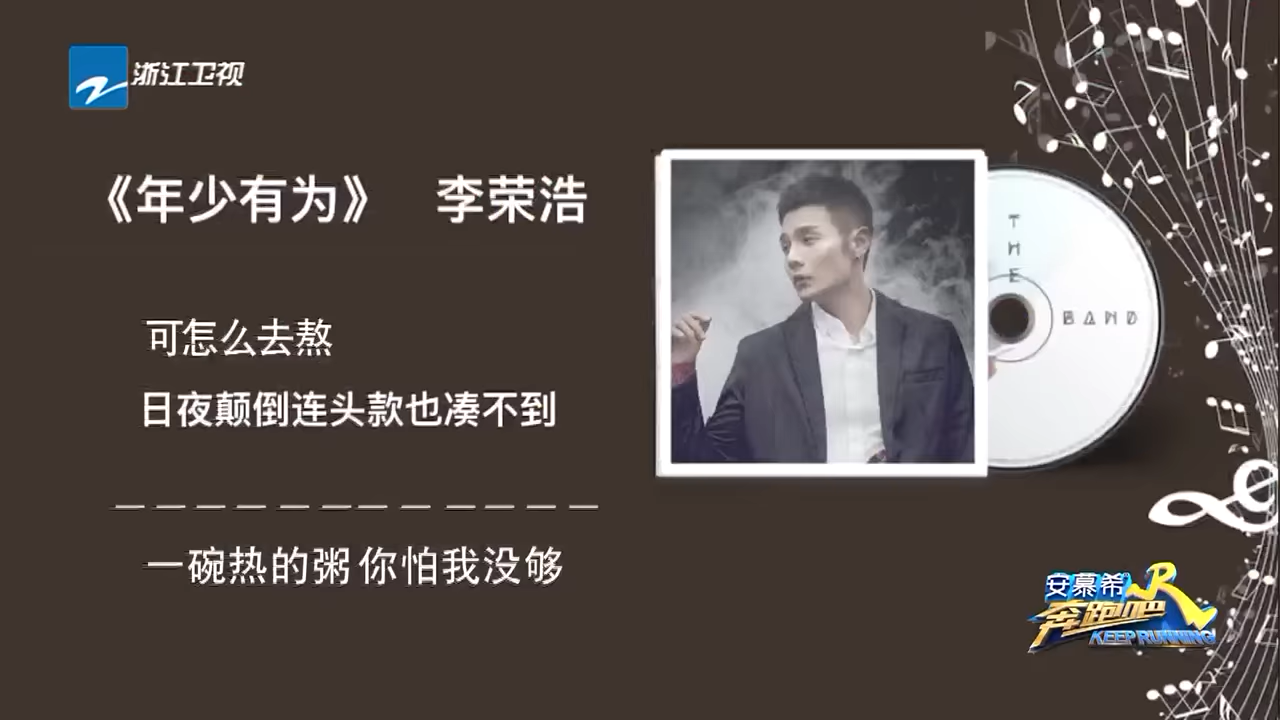 浙江卫视
《年少有为》 李荣浩
可怎么去熬
日夜颠倒连头款也凑不到
一碗热的粥 你怕我没够
THE
BAND
安慕希
奔跑吧
KEEP RUNNING